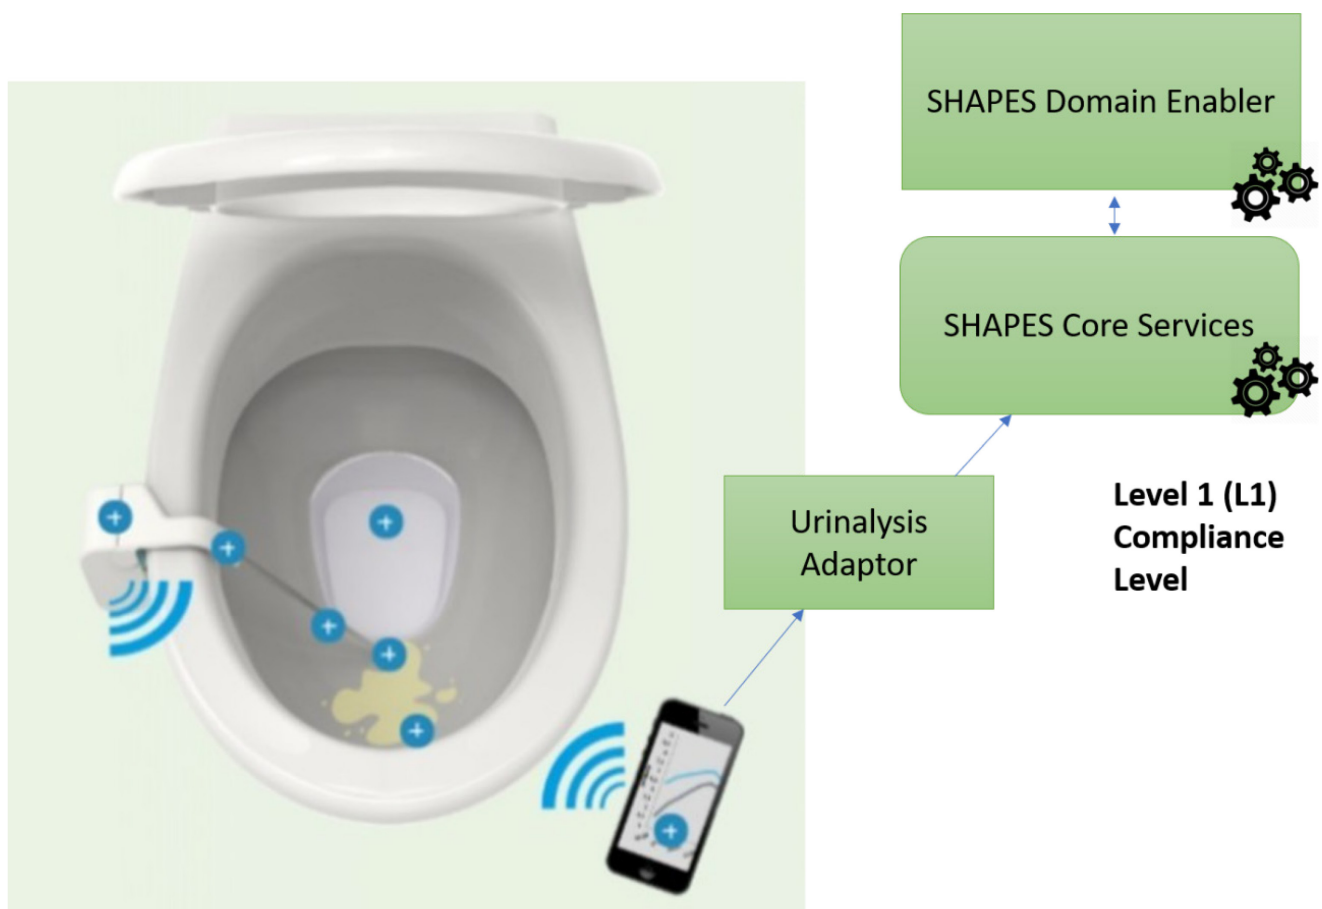 SHAPES Domain Enabler
SHAPES Core Services
Urinalysis
Adaptor
Level 1 (L1)
Compliance
Level